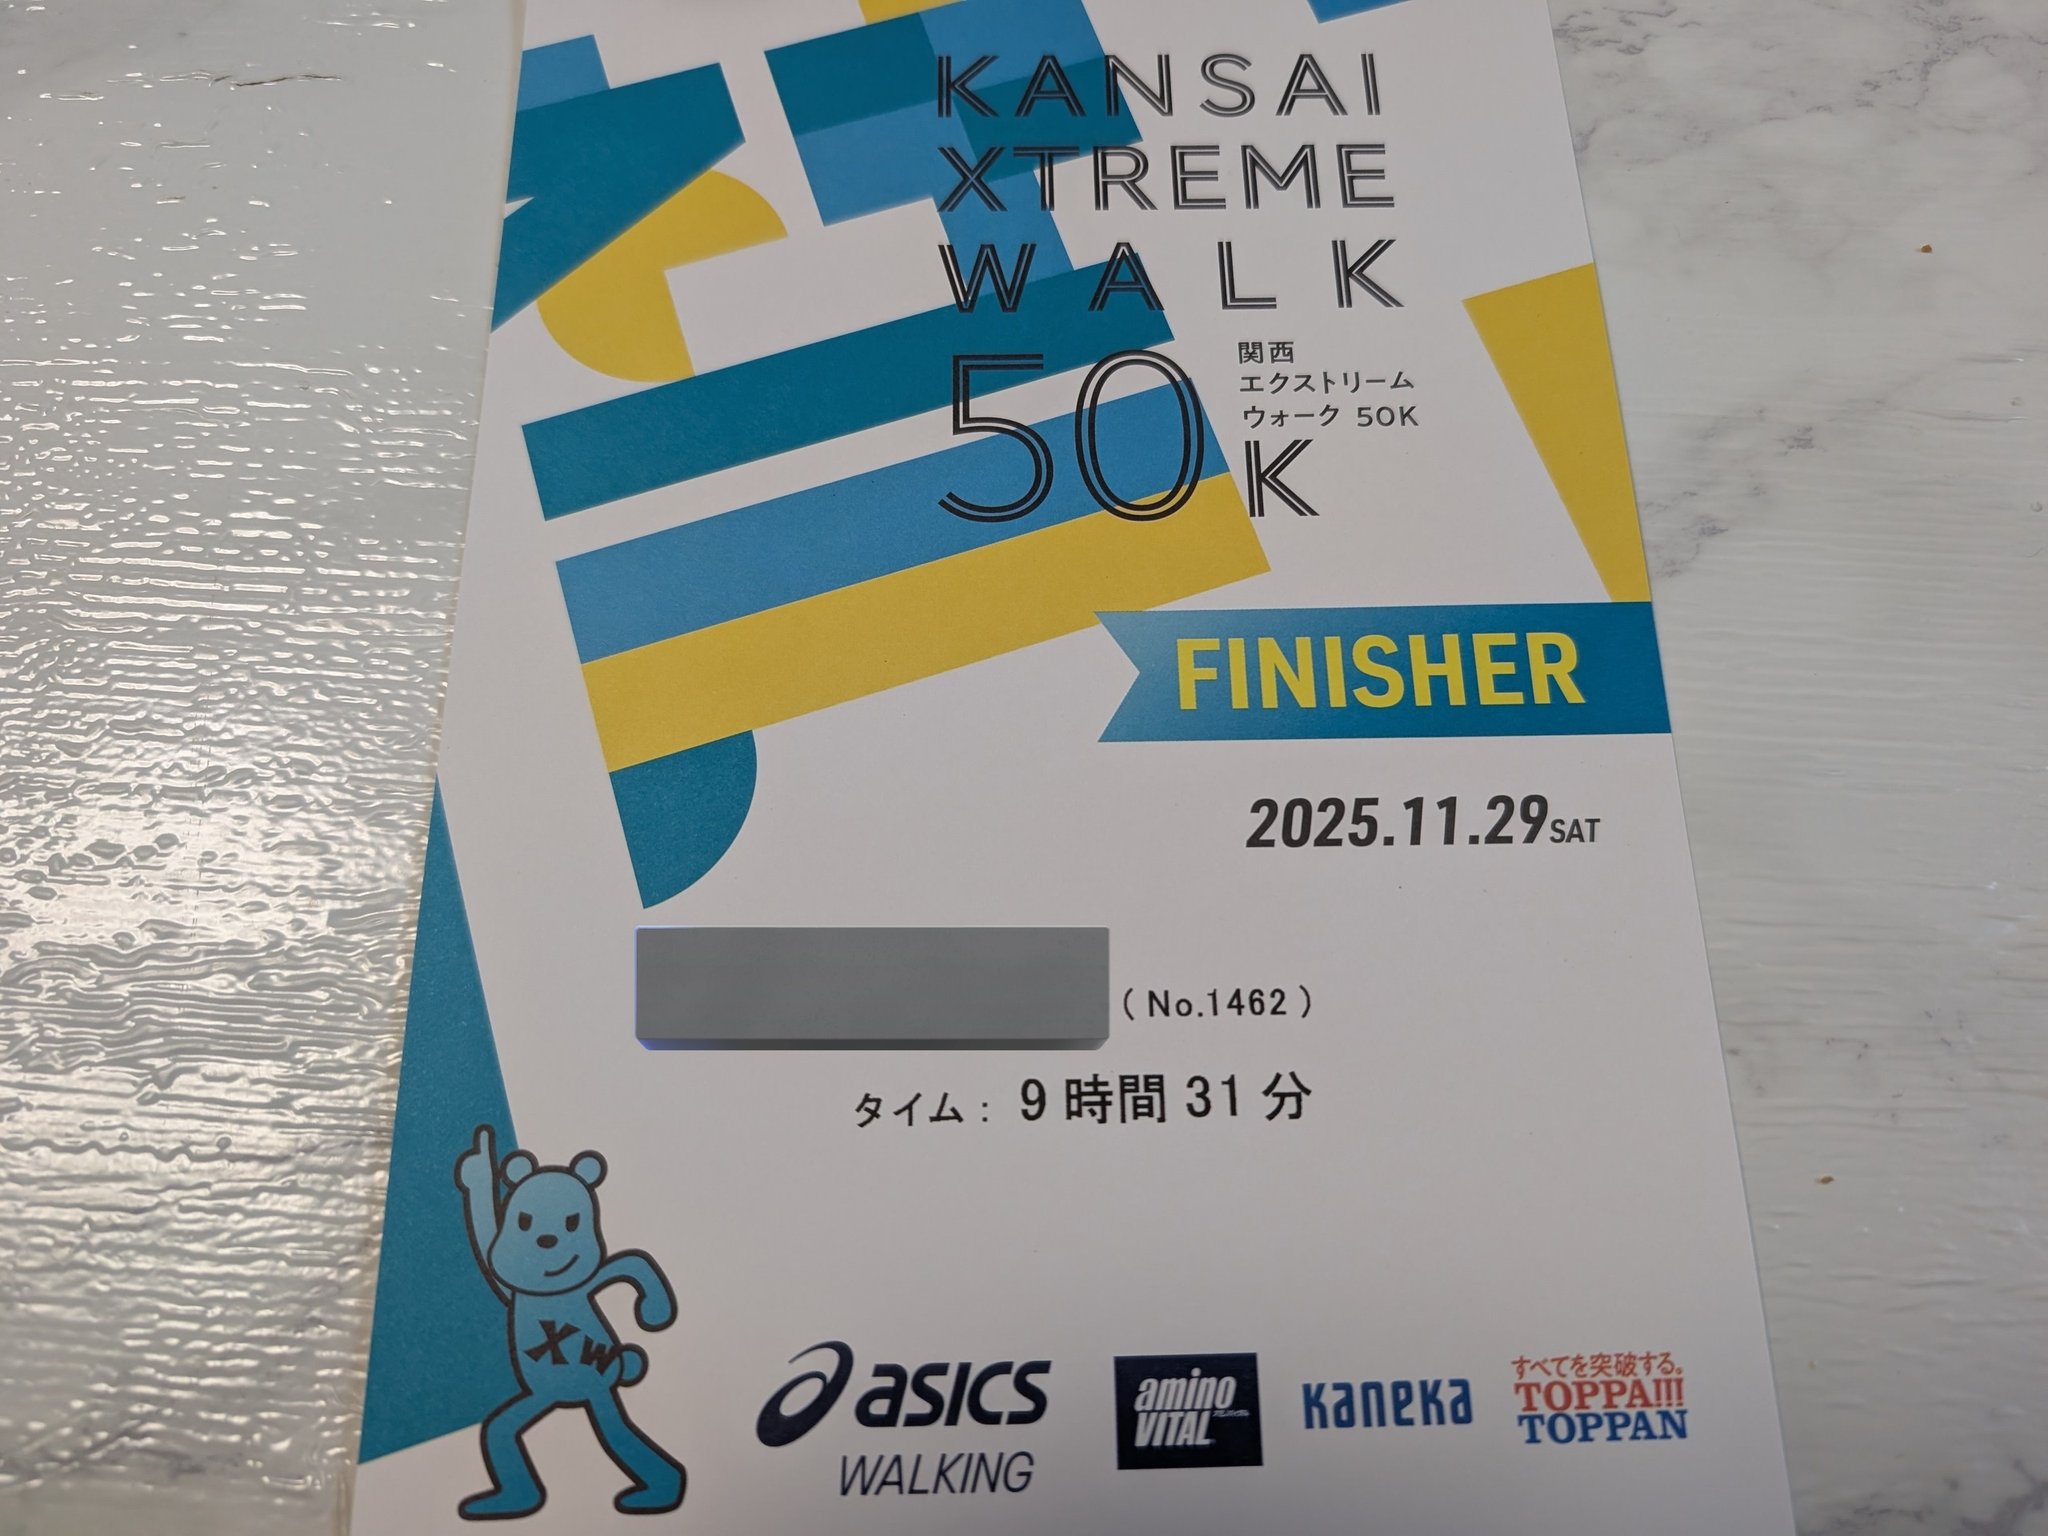 KANSAI
XTREME
WALK
50K
関西
エクストリーム
ウォーク 50K
FINISHER
2025.11.29SAT
(No.1462)
タイム: 9時間31分
XW
asics
WALKING
amino
VITAL
Kaneka
すべてを突破する。
TOPPA!!!
TOPPAN